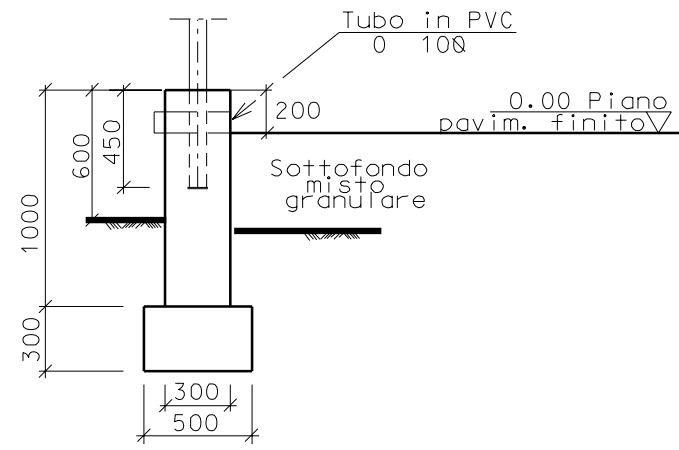 Tubo in PVC
0 100
0.00 Piano
pavim. finito
200
450
600
1000
Sottofondo
misto
granulare
300
300
500